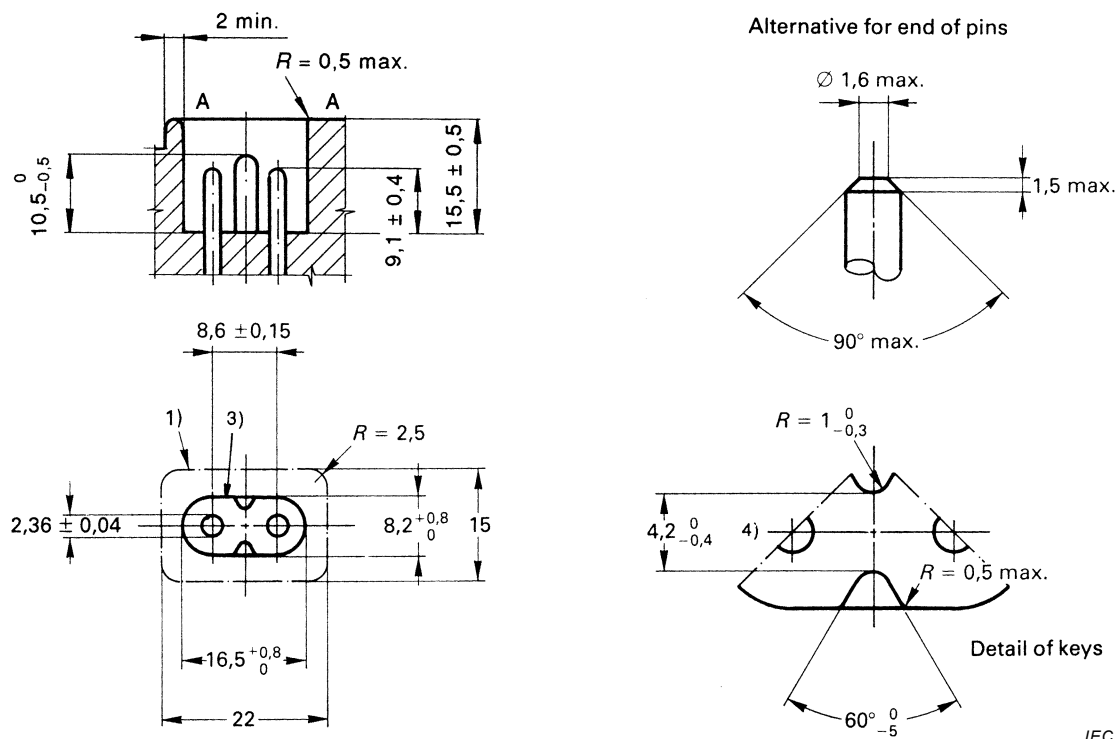 2 min.
R = 0,5 max.
A
A
10,5 0 -0,5
9,1 ± 0,4
15,5 ± 0,5
Alternative for end of pins
Ø 1,6 max.
1,5 max.
90° max.
8,6 ±0,15
1)
3)
R = 2,5
2,36 ± 0,04
8,2 +0,8 0
15
16,5 +0,8 0
22
R = 1 0 -0,3
4,2 0 -0,4
4)
R = 0,5 max.
Detail of keys
60° 0 -5
IEC